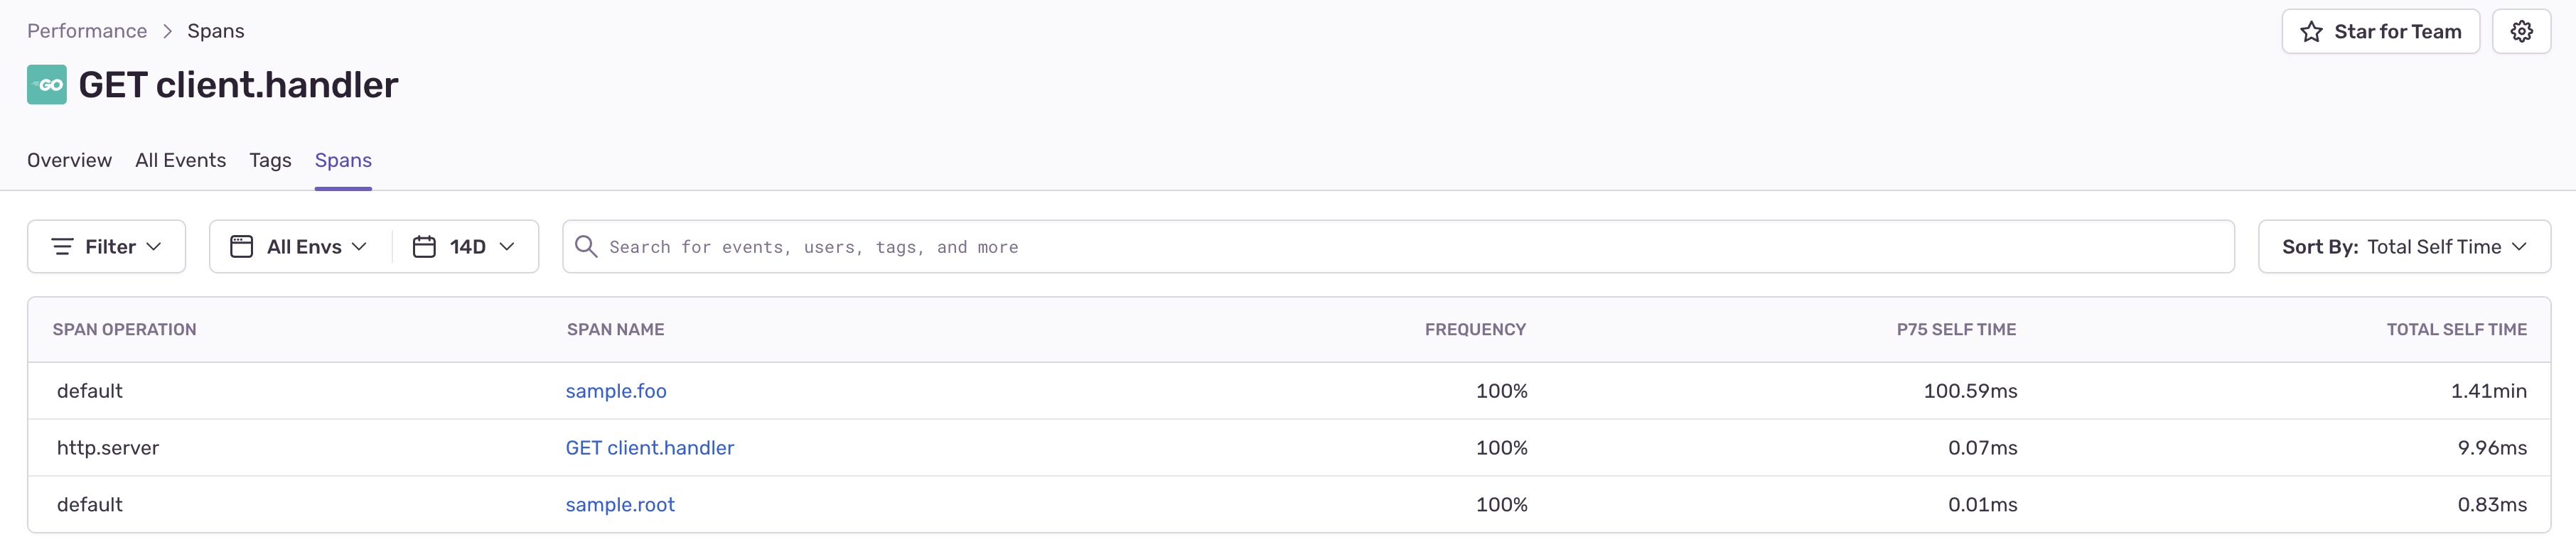 Performance > Spans
Star for Team
GO GET client.handler
Overview All Events Tags Spans
Filter All Envs 14D Search for events, users, tags, and more Sort By: Total Self Time
SPAN OPERATION SPAN NAME FREQUENCY P75 SELF TIME TOTAL SELF TIME
default sample.foo 100% 100.59ms 1.41min
http.server GET client.handler 100% 0.07ms 9.96ms
default sample.root 100% 0.01ms 0.83ms